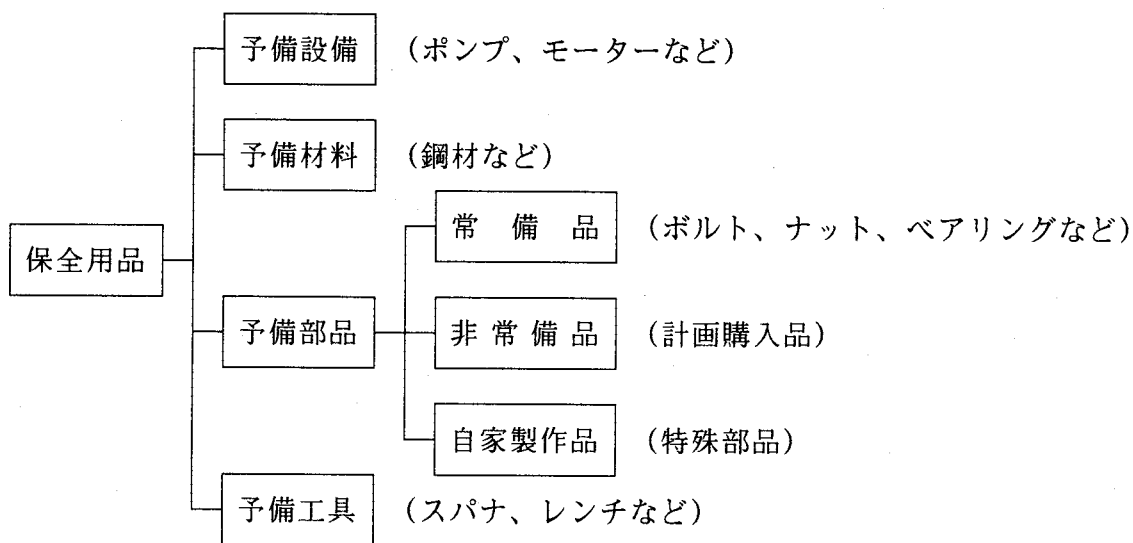 予備設備 (ポンプ、モーターなど)
予備材料 (鋼材など)
常備品 (ボルト、ナット、ベアリングなど)
保全用品
予備部品 非常備品 (計画購入品)
自家製作品 (特殊部品)
予備工具 (スパナ、レンチなど)